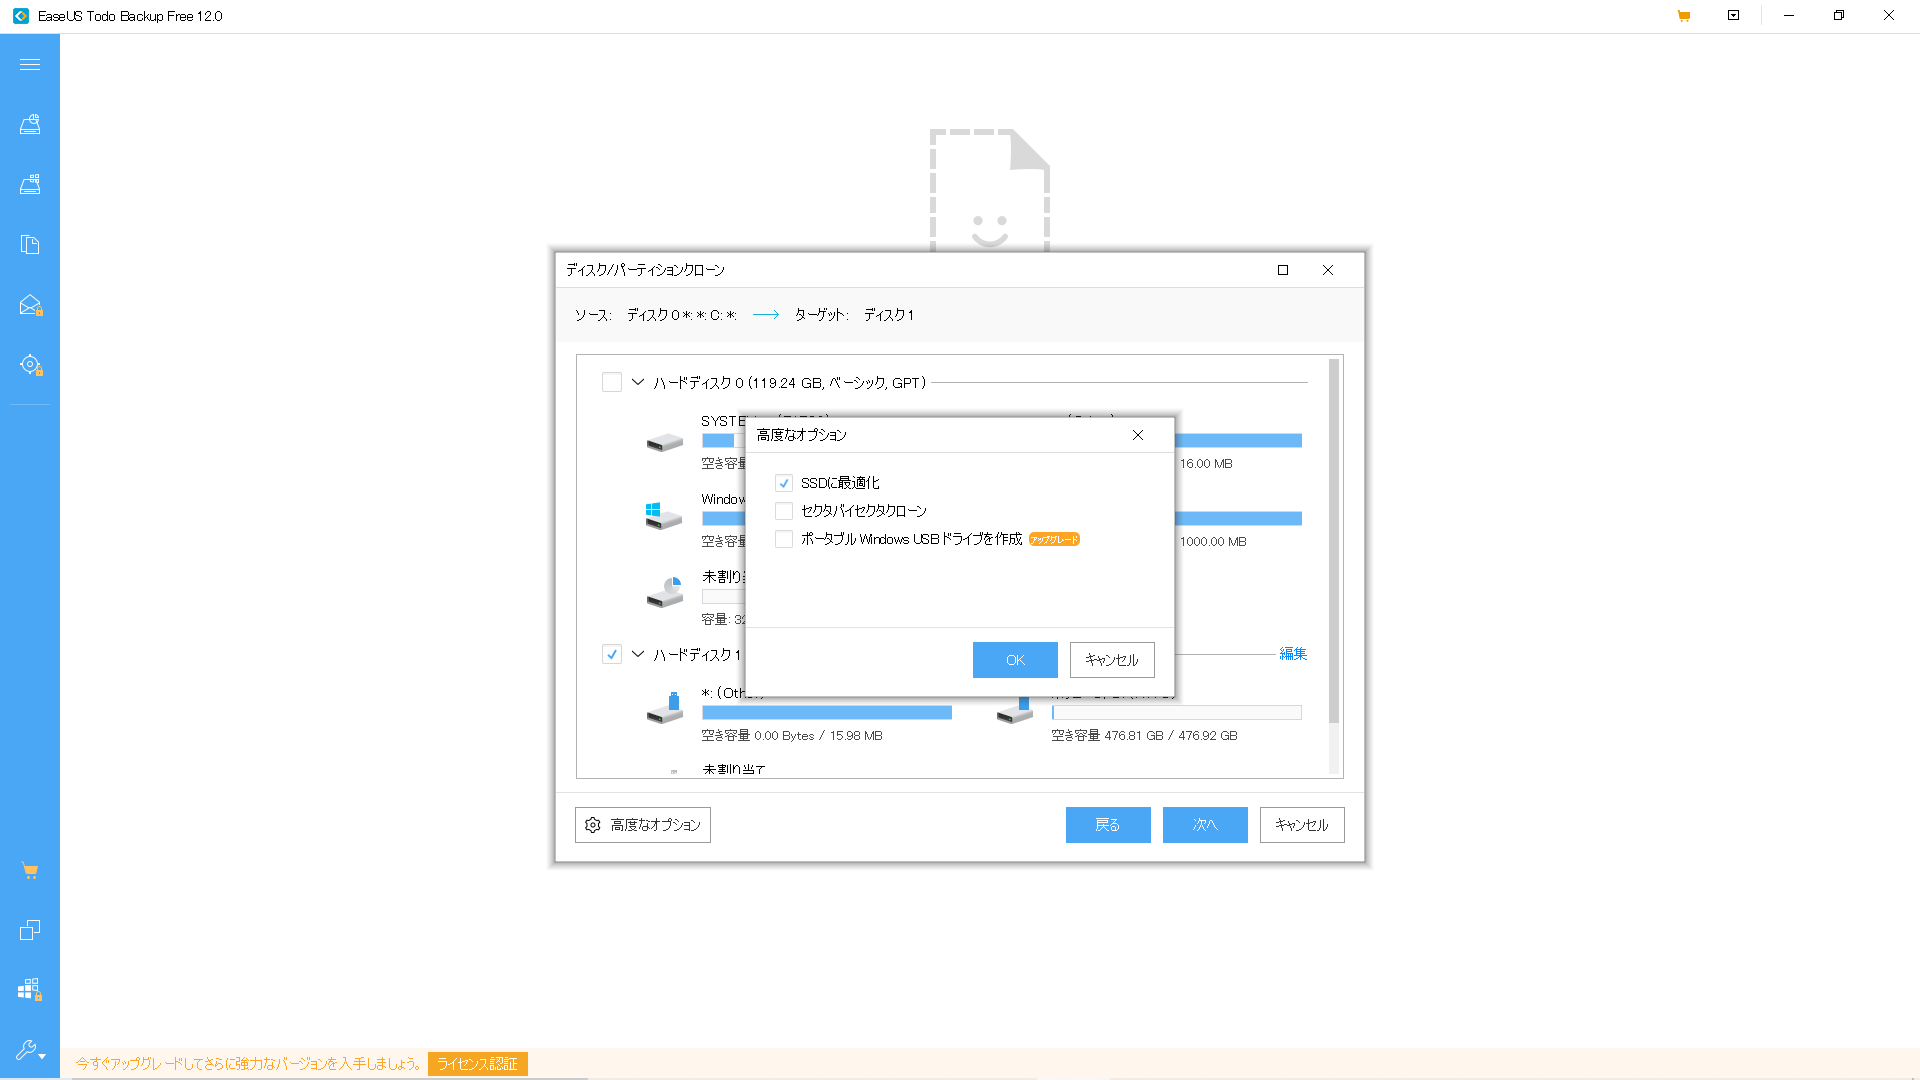 EaseUS Todo Backup Free 12.0
ディスク/パーティションクローン
ソース: ディスク 0 *: *: C: *: ターゲット: ディスク 1
ハードディスク 0 (119.24 GB, ベーシック, GPT)
SYSTE
空き容量
16.00 MB
Window
空き容量
1000.00 MB
未割り
容量: 32
高度なオプション
SSDに最適化
セクタバイセクタクローン
ポータブル Windows USBドライブを作成 アップグレード
OK キャンセル
ハードディスク 1
編集
*: (Other)
空き容量 0.00 Bytes / 15.98 MB
空き容量 476.81 GB / 476.92 GB
未割り当て
高度なオプション 戻る 次へ キャンセル
今すぐアップグレードしてさらに強力なバージョンを入手しましょう。 ライセンス認証